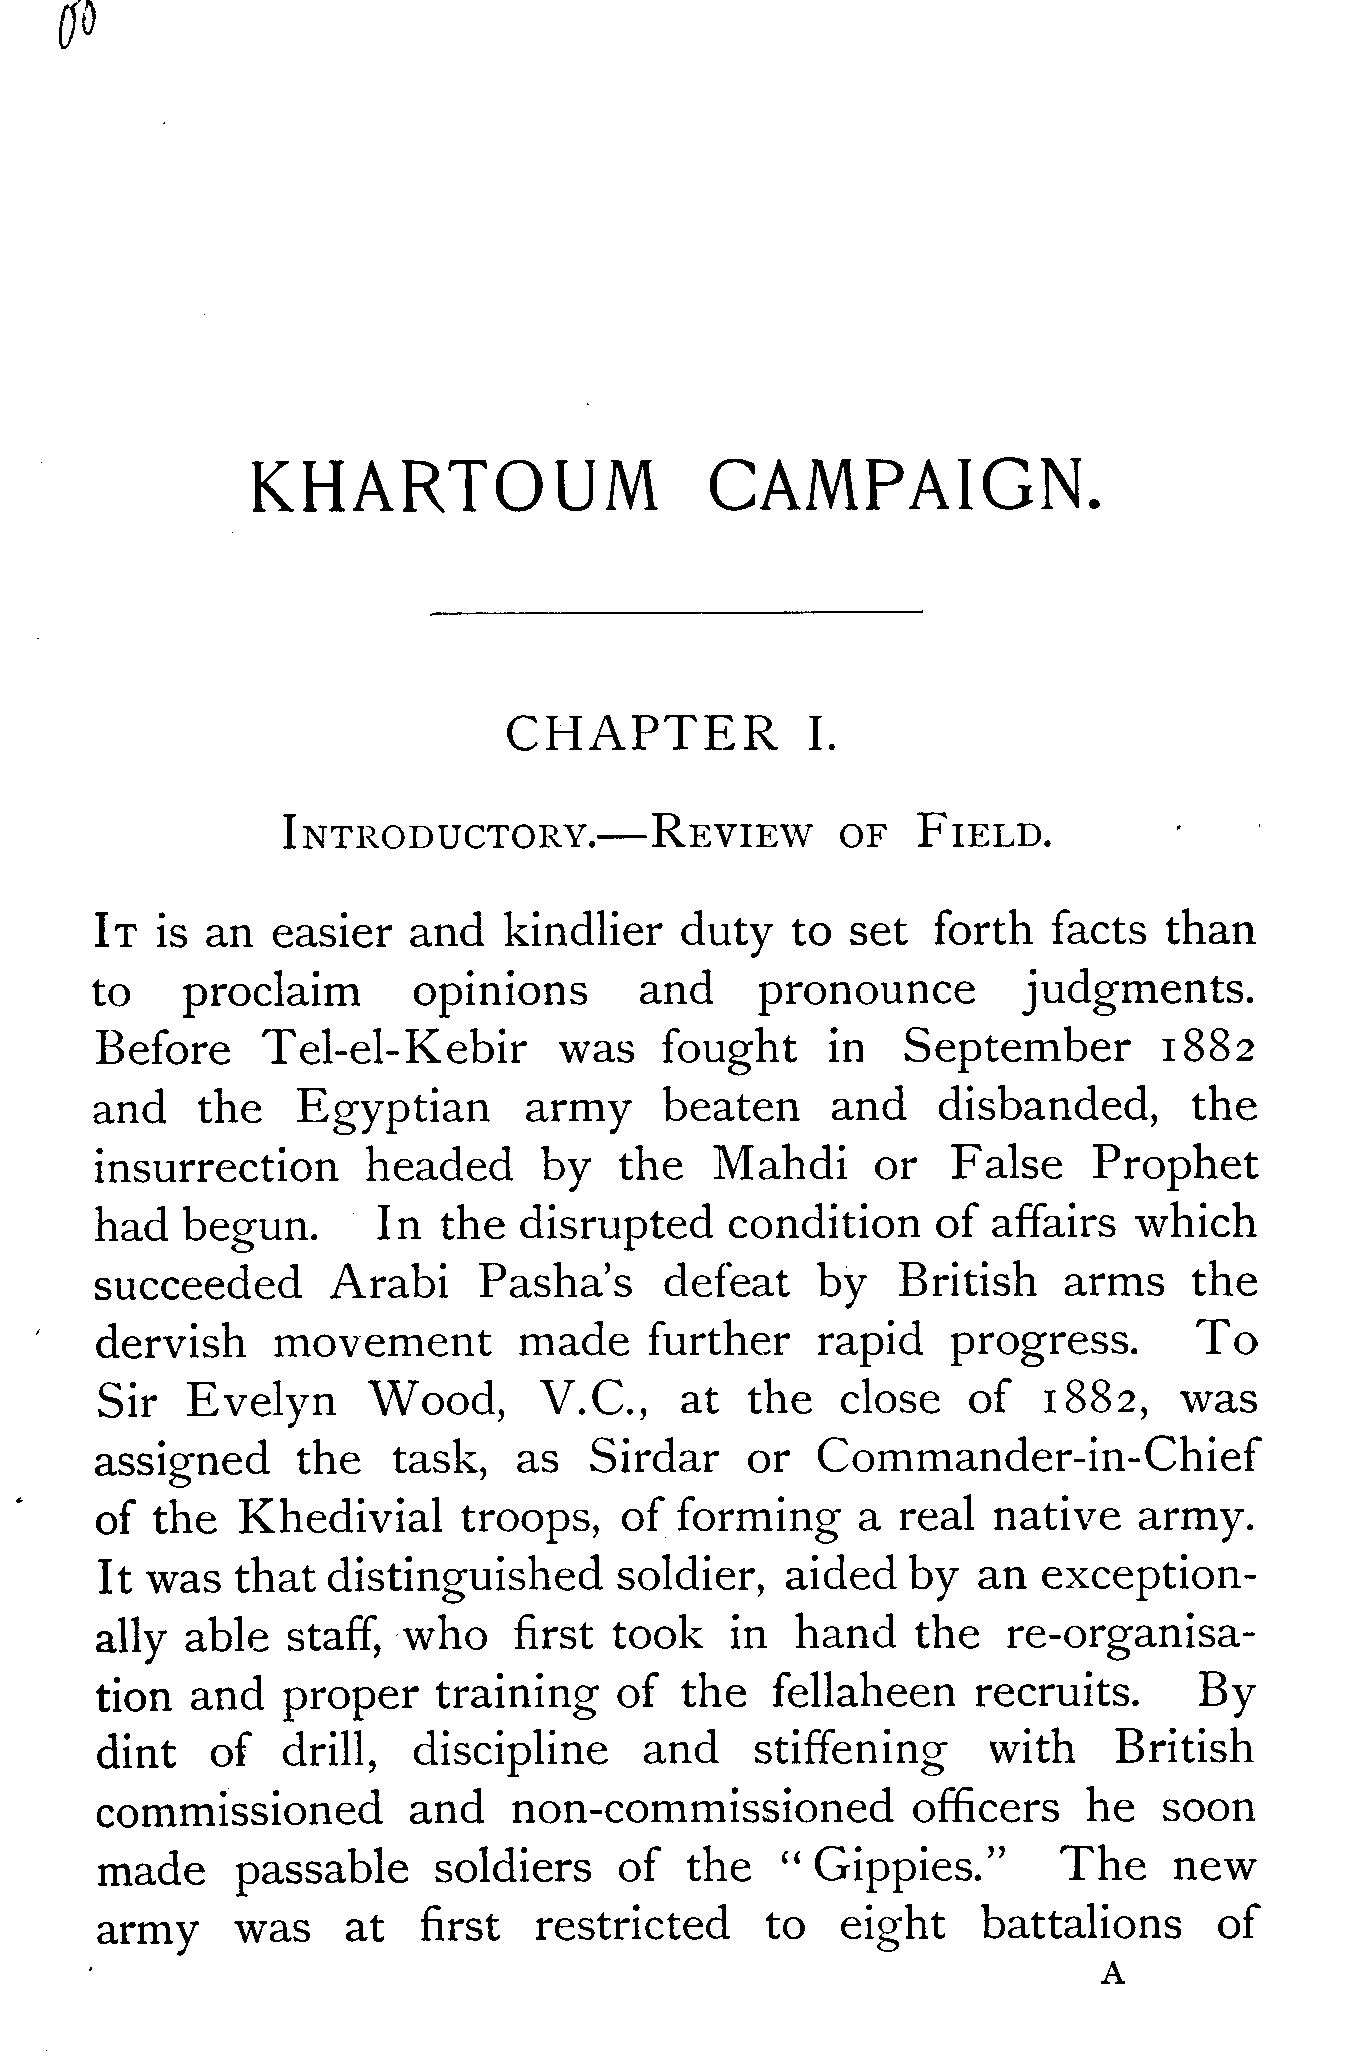 KHARTOUM CAMPAIGN.
CHAPTER I.
INTRODUCTORY.—REVIEW OF FIELD.
IT is an easier and kindlier duty to set forth facts than
to proclaim opinions and pronounce judgments.
Before Tel-el-Kebir was fought in September 1882
and the Egyptian army beaten and disbanded, the
insurrection headed by the Mahdi or False Prophet
had begun. In the disrupted condition of affairs which
succeeded Arabi Pasha's defeat by British arms the
dervish movement made further rapid progress. To
Sir Evelyn Wood, V.C., at the close of 1882, was
assigned the task, as Sirdar or Commander-in-Chief
of the Khedivial troops, of forming a real native army.
It was that distinguished soldier, aided by an exception-
ally able staff, who first took in hand the re-organisa-
tion and proper training of the fellaheen recruits. By
dint of drill, discipline and stiffening with British
commissioned and non-commissioned officers he soon
made passable soldiers of the "Gippies." The new
army was at first restricted to eight battalions of
A